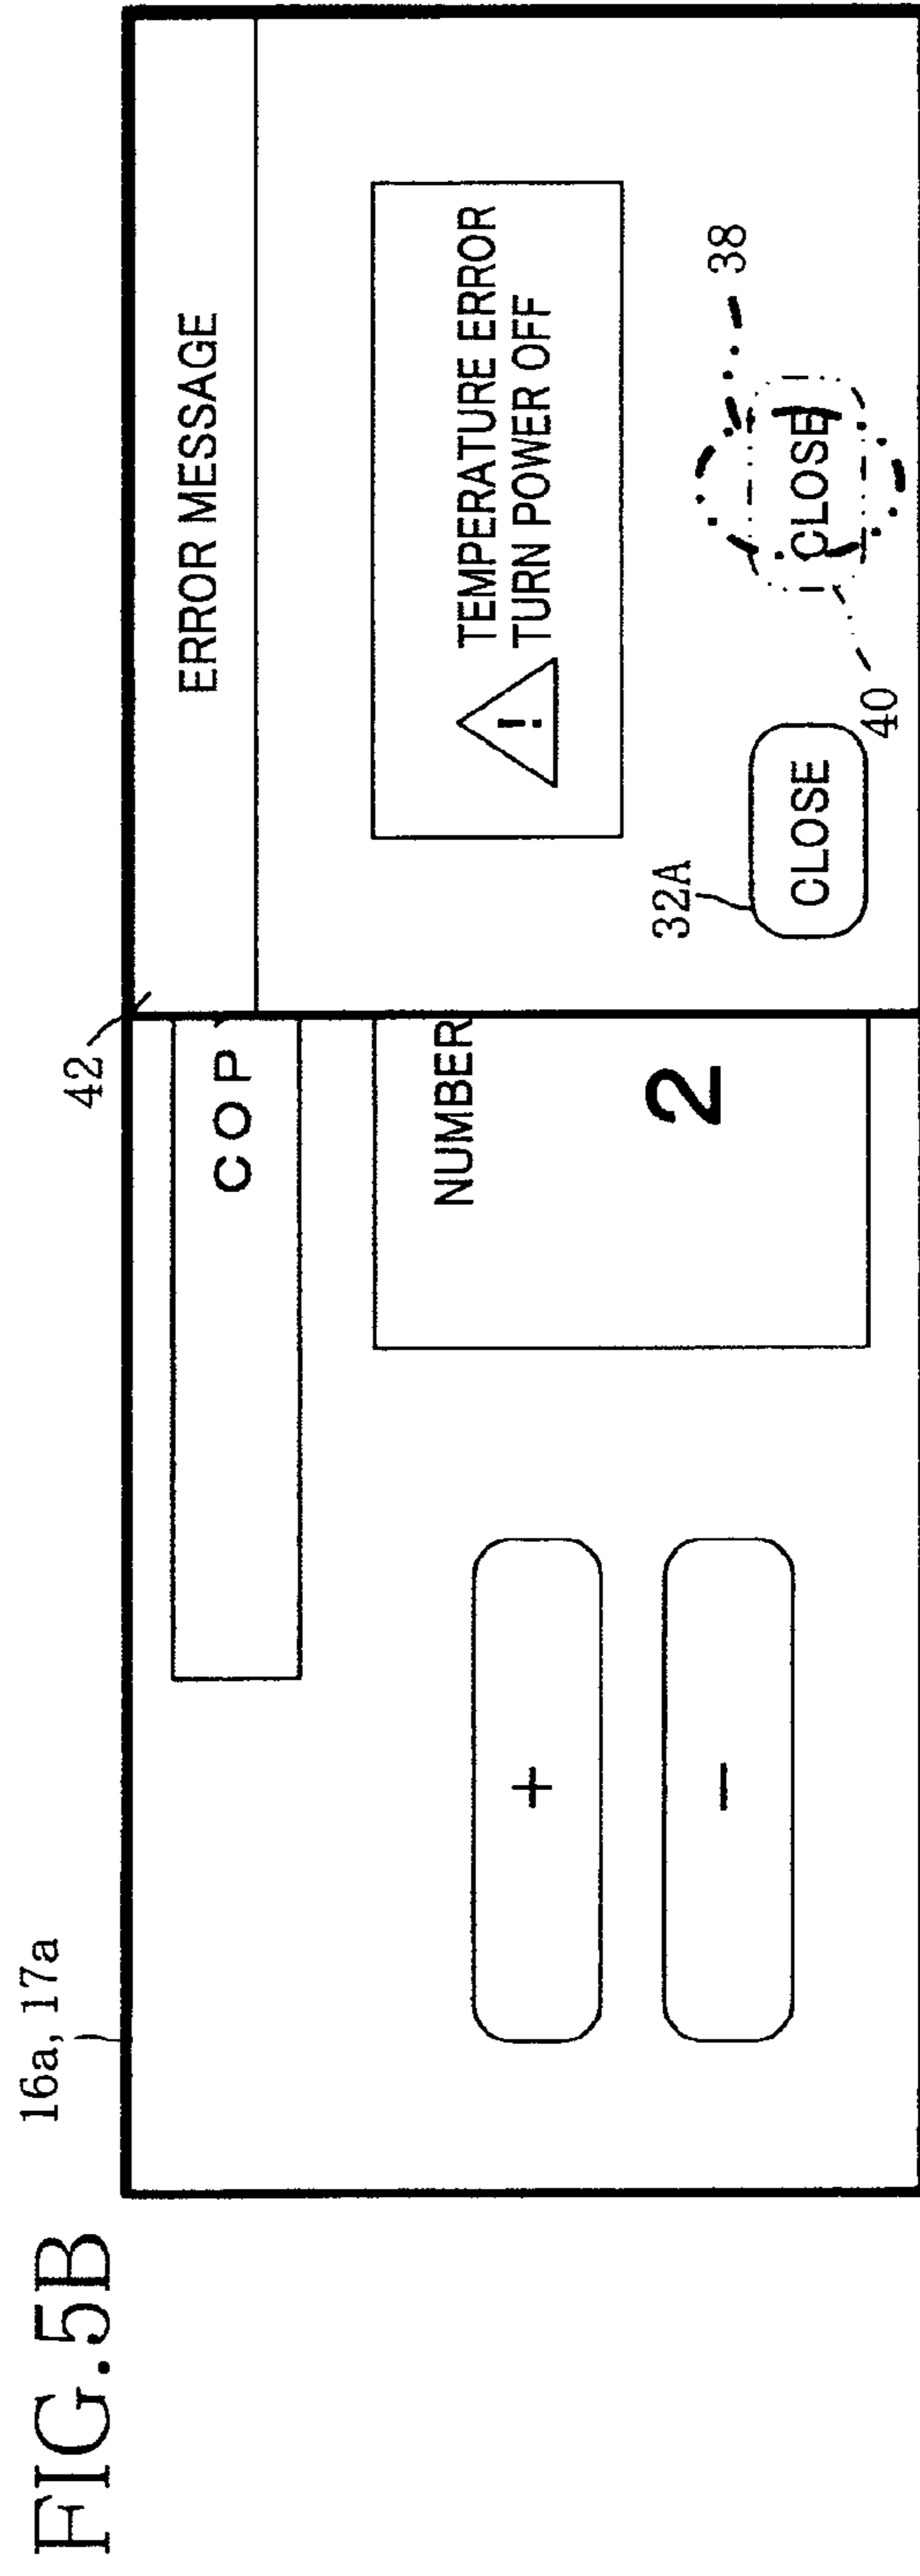 FIG.5B
16a, 17a
42
COP
ERROR MESSAGE
NUMBER
2
+
−
! TEMPERATURE ERROR
TURN POWER OFF
32A
38
CLOSE
CLOSE
40